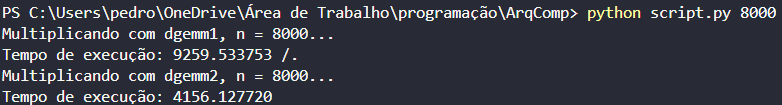 PS C:\Users\pedro\OneDrive\Área de Trabalho\programação\ArqComp> python script.py 8000
Multiplicando com dgemm1, n = 8000...
Tempo de execução: 9259.533753 /.
Multiplicando com dgemm2, n = 8000...
Tempo de execução: 4156.127720